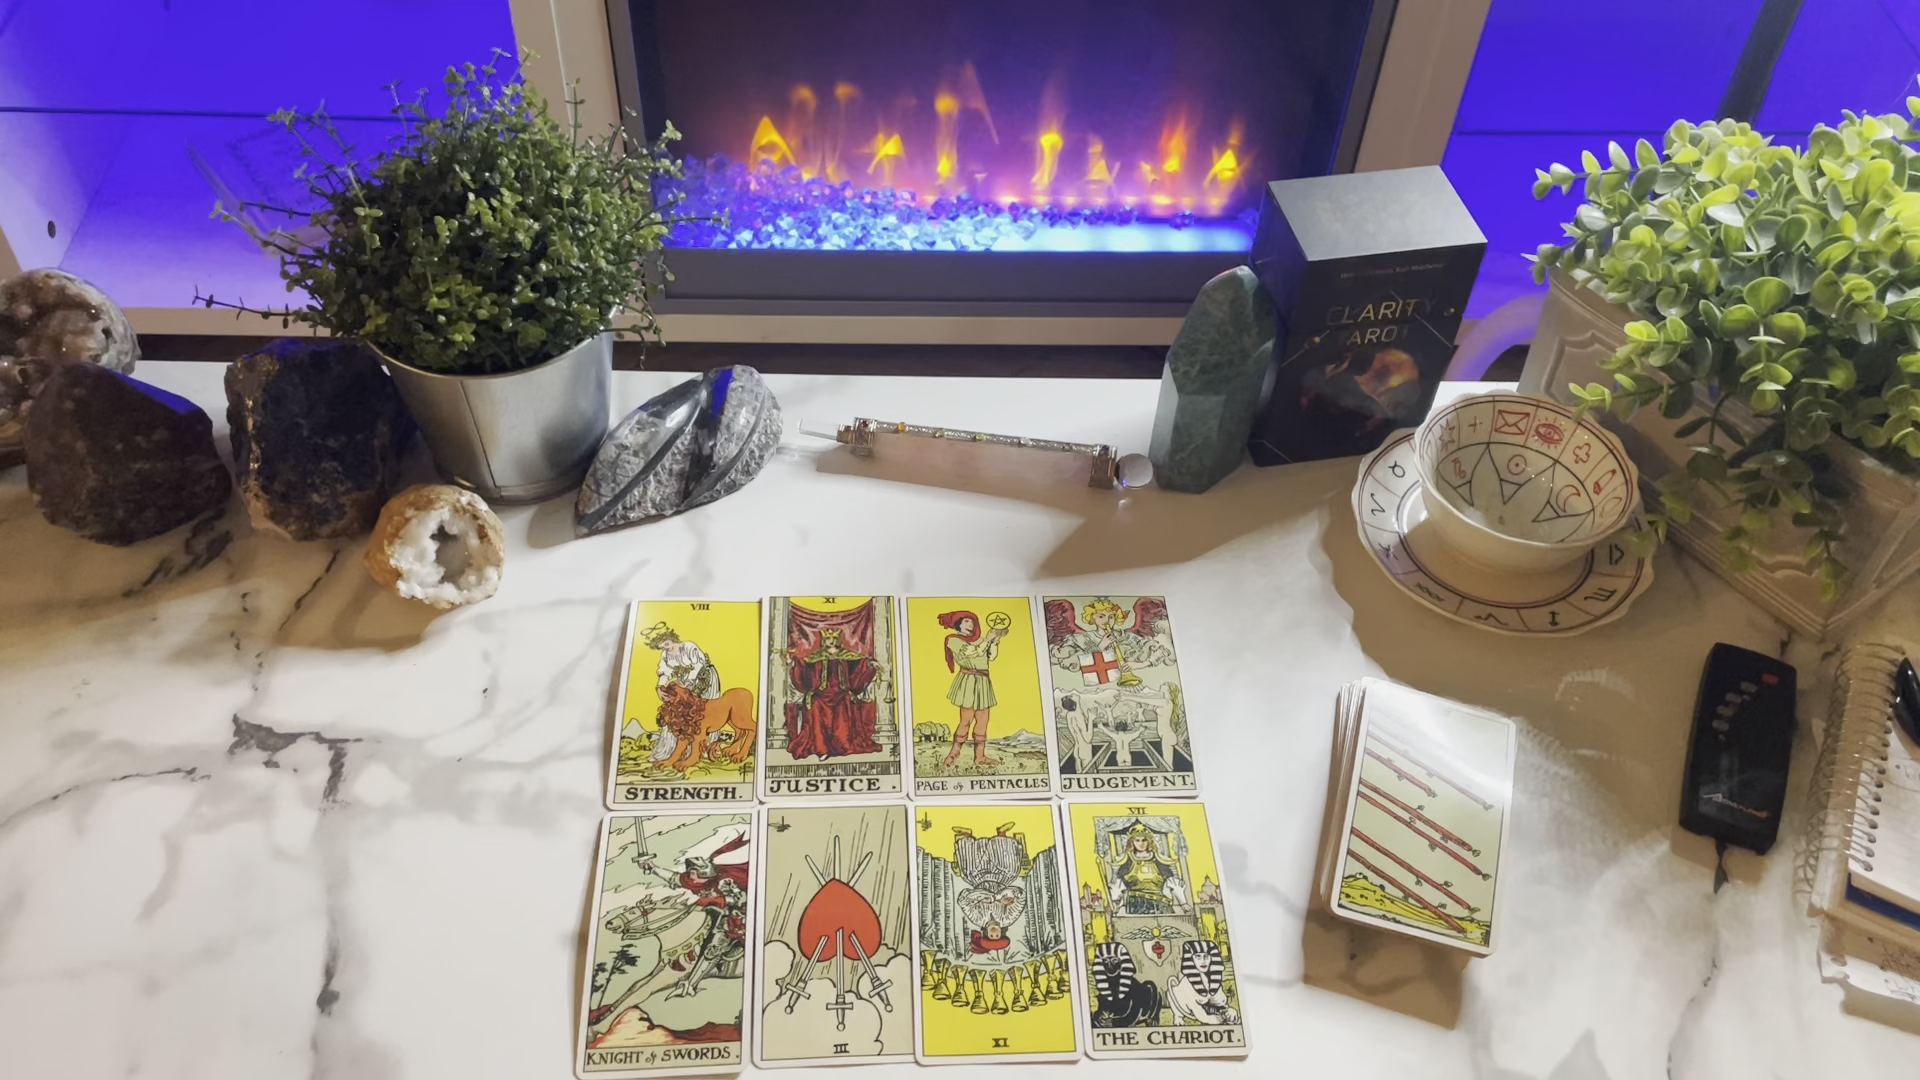 CLARITY
TAROT
VIII
STRENGTH.
XI
JUSTICE.
PAGE of PENTACLES
JUDGEMENT.
KNIGHT of SWORDS.
III
XI
VII
THE CHARIOT.